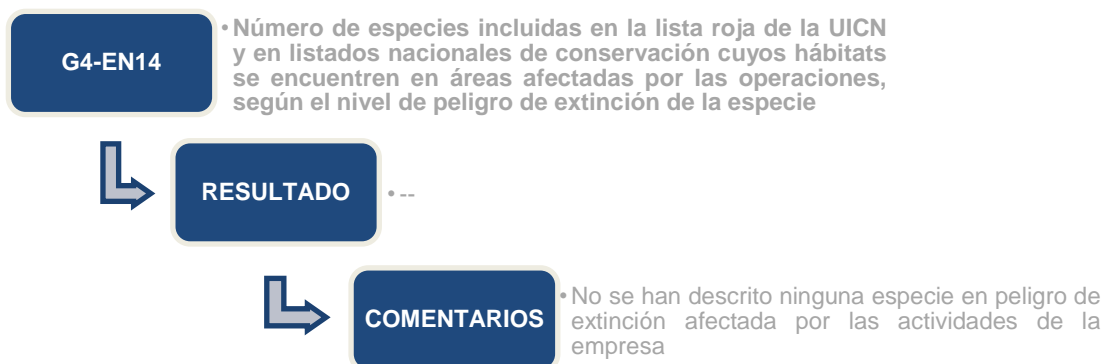 G4-EN14
• Número de especies incluidas en la lista roja de la UICN
y en listados nacionales de conservación cuyos hábitats
se encuentren en áreas afectadas por las operaciones,
según el nivel de peligro de extinción de la especie
RESULTADO
• --
COMENTARIOS
• No se han descrito ninguna especie en peligro de
extinción afectada por las actividades de la
empresa